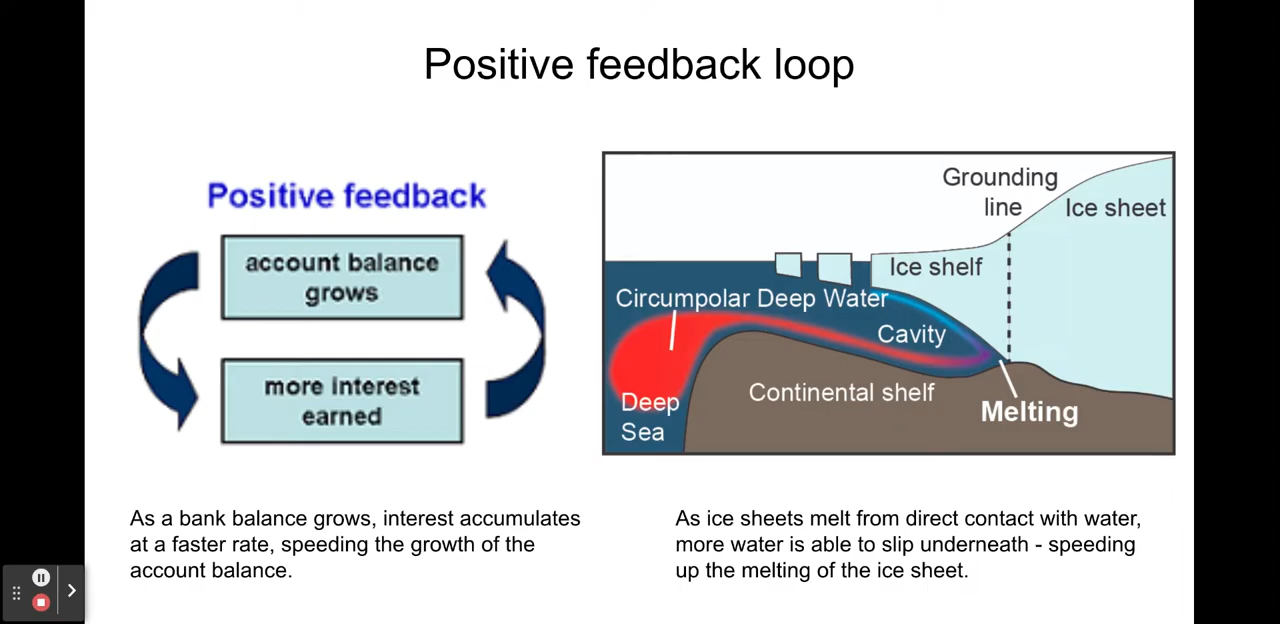 Positive feedback loop
Positive feedback
account balance
grows
more interest
earned
Grounding
line
Ice sheet
Ice shelf
Circumpolar Deep Water
Cavity
Continental shelf
Deep
Sea
Melting
As a bank balance grows, interest accumulates
at a faster rate, speeding the growth of the
account balance.
As ice sheets melt from direct contact with water,
more water is able to slip underneath - speeding
up the melting of the ice sheet.